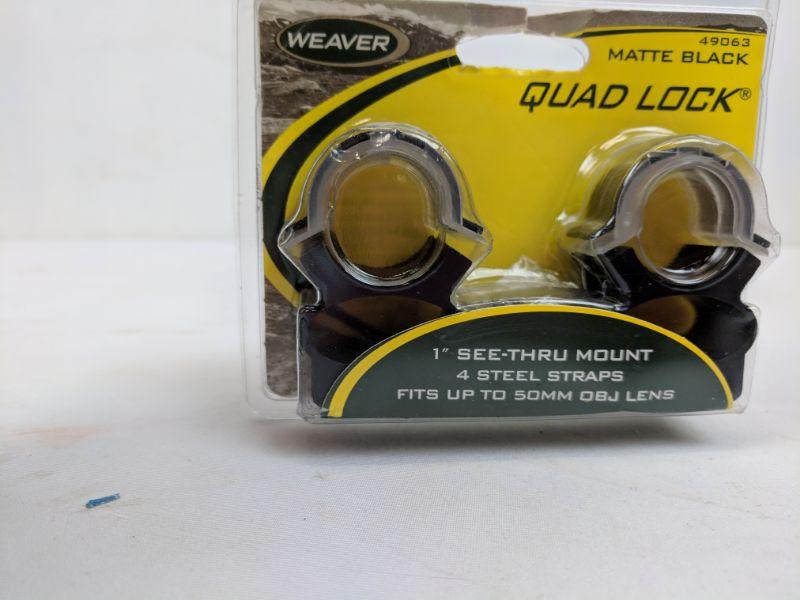 WEAVER
49063
MATTE BLACK
QUAD LOCK®
1" SEE-THRU MOUNT
4 STEEL STRAPS
FITS UP TO 50MM OBJ LENS